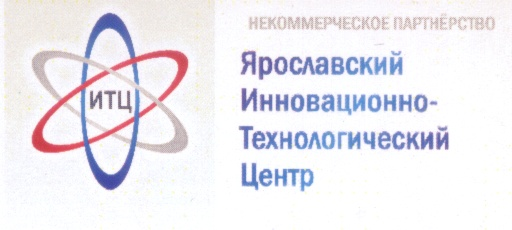 НЕКОММЕРЧЕСКОЕ ПАРТНЁРСТВО
ИТЦ
Ярославский
Инновационно-
Технологический
Центр